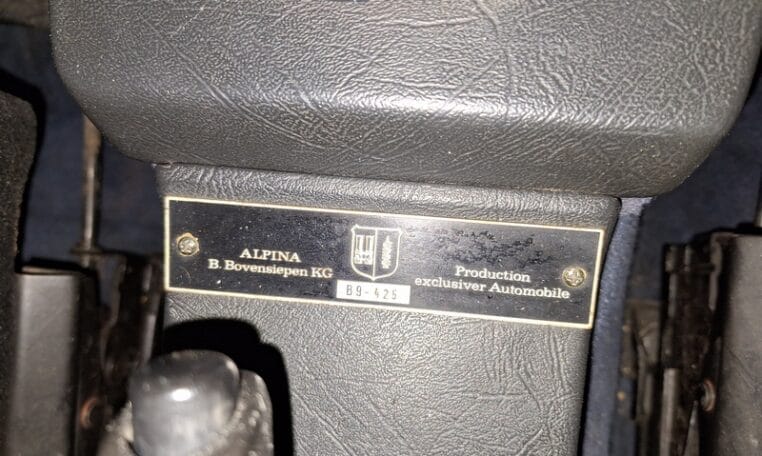 ALPINA
B. Bovensiepen KG
B9-425
Production
exclusiver Automobile